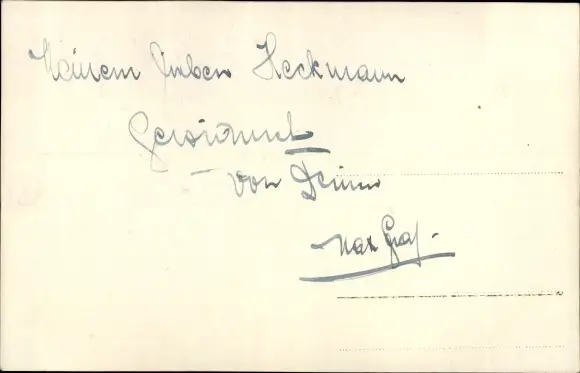 Meinem lieben Heckmann
Gewidmet
von Deinem
Max Graf.